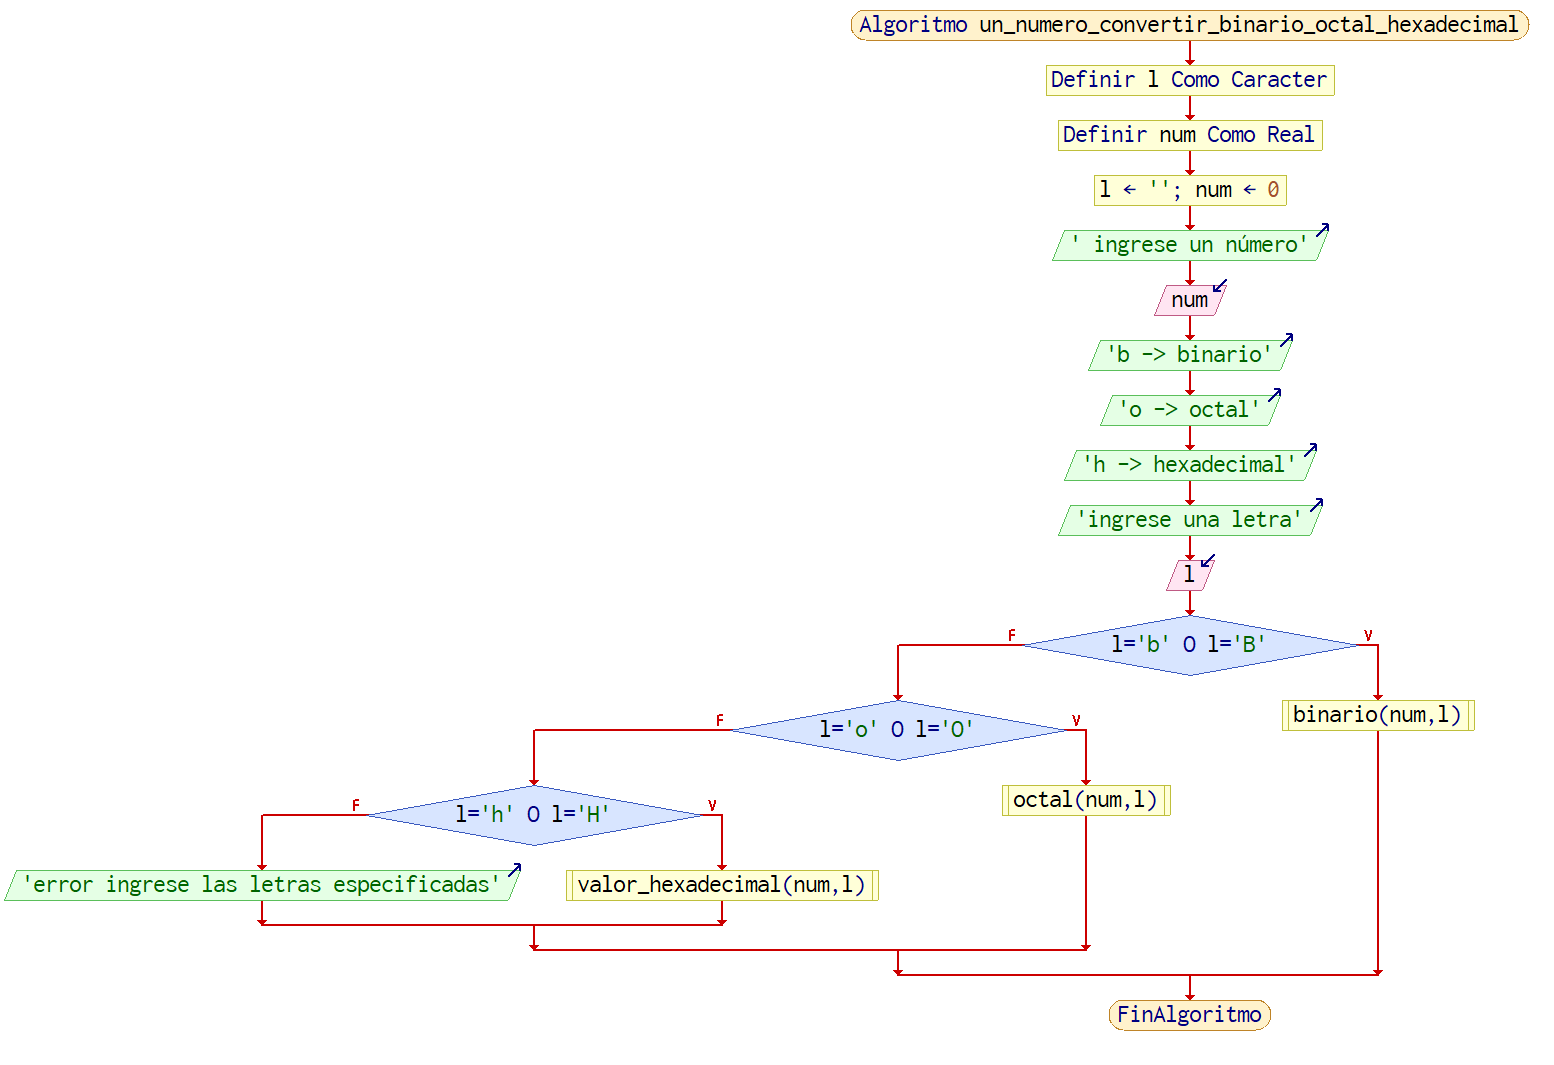 Algoritmo un_numero_convertir_binario_octal_hexadecimal
Definir l Como Caracter
Definir num Como Real
l ← ''; num ← 0
' ingrese un número'
num
'b -> binario'
'o -> octal'
'h -> hexadecimal'
'ingrese una letra'
l
F
l='b' O l='B'
V
binario(num,l)
F
l='o' O l='O'
V
octal(num,l)
F
l='h' O l='H'
V
'error ingrese las letras especificadas'
valor_hexadecimal(num,l)
FinAlgoritmo